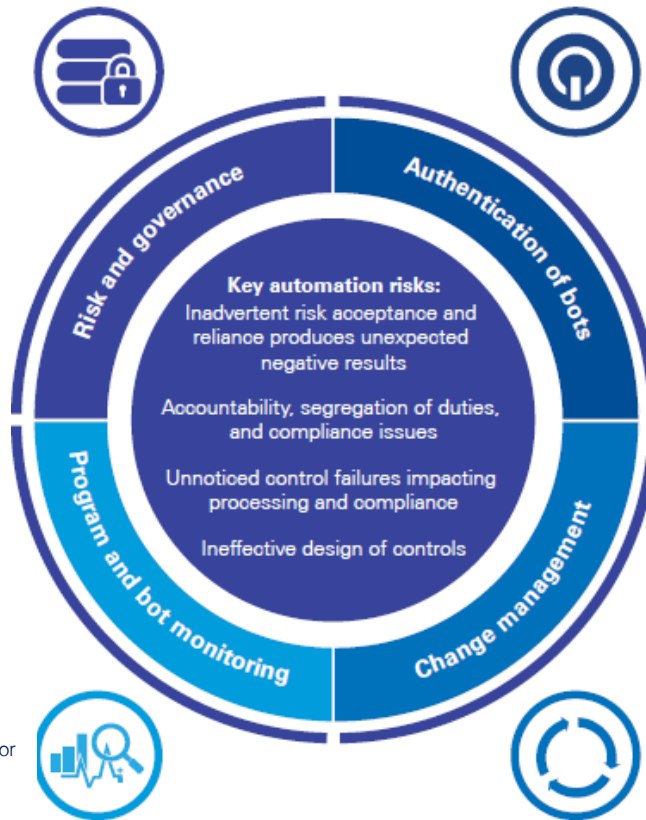 Risk and governance
Authentication of bots
Key automation risks:
Inadvertent risk acceptance and
reliance produces unexpected
negative results
Accountability, segregation of duties,
and compliance issues
Unnoticed control failures impacting
processing and compliance
Ineffective design of controls
Program and bot monitoring
Change management
or